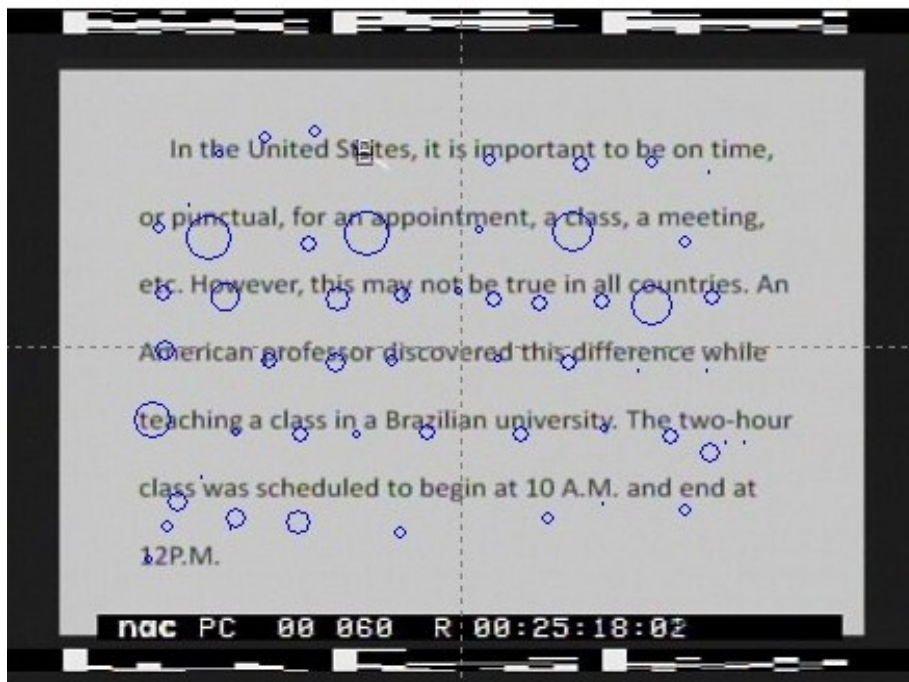 In the United States, it is important to be on time,
or punctual, for an appointment, a class, a meeting,
etc. However, this may not be true in all countries. An
American professor discovered this difference while
teaching a class in a Brazilian university. The two-hour
class was scheduled to begin at 10 A.M. and end at
12P.M.
nac PC 00 060 R 00:25:18:02